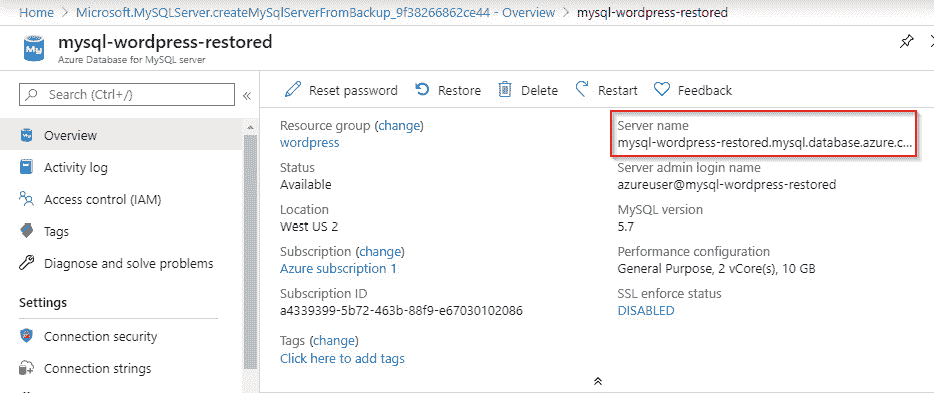 Home > Microsoft.MySQLServer.createMySqlServerFromBackup_9f38266862ce44 - Overview > mysql-wordpress-restored
mysql-wordpress-restored
Azure Database for MySQL server
My
Search (Ctrl+/)
«
Overview
Activity log
Access control (IAM)
Tags
Diagnose and solve problems
Settings
Connection security
Connection strings
Reset password
Restore
Delete
Restart
Feedback
Resource group (change)
wordpress
Status
Available
Location
West US 2
Subscription (change)
Azure subscription 1
Subscription ID
a4339399-5b72-463b-88f9-e67030102086
Tags (change)
Click here to add tags
Server name
mysql-wordpress-restored.mysql.database.azure.c...
Server admin login name
azureuser@mysql-wordpress-restored
MySQL version
5.7
Performance configuration
General Purpose, 2 vCore(s), 10 GB
SSL enforce status
DISABLED